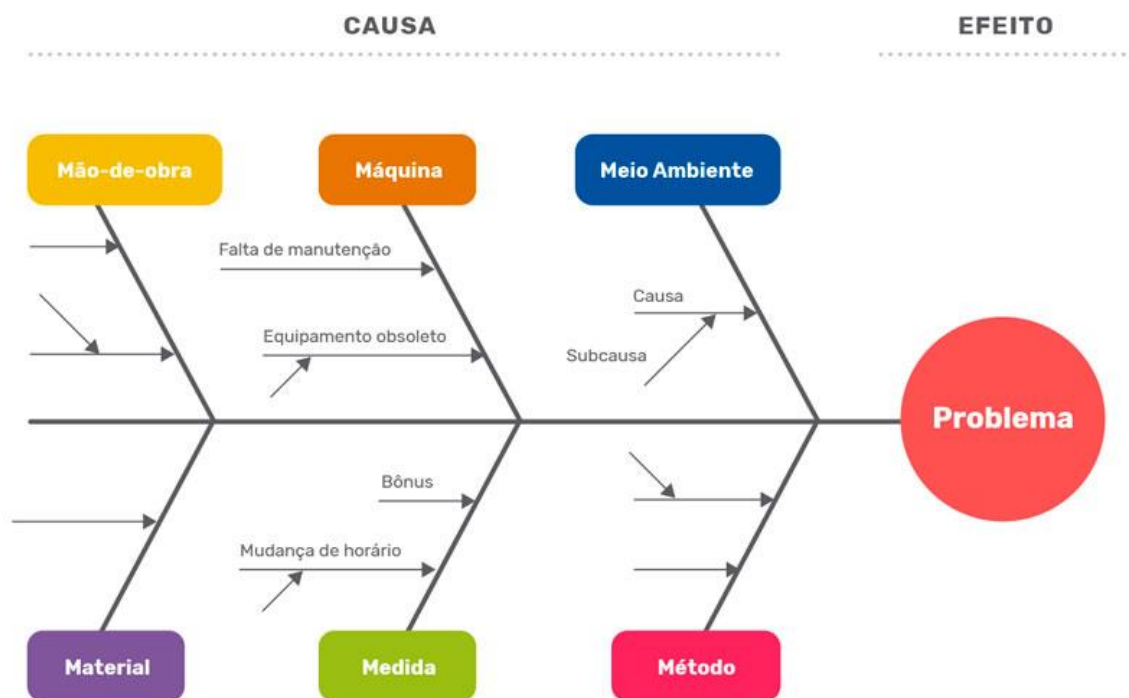 CAUSA
EFEITO
Mão-de-obra
Máquina
Meio Ambiente
Falta de manutenção
Equipamento obsoleto
Causa
Subcausa
Problema
Bônus
Mudança de horário
Material
Medida
Método